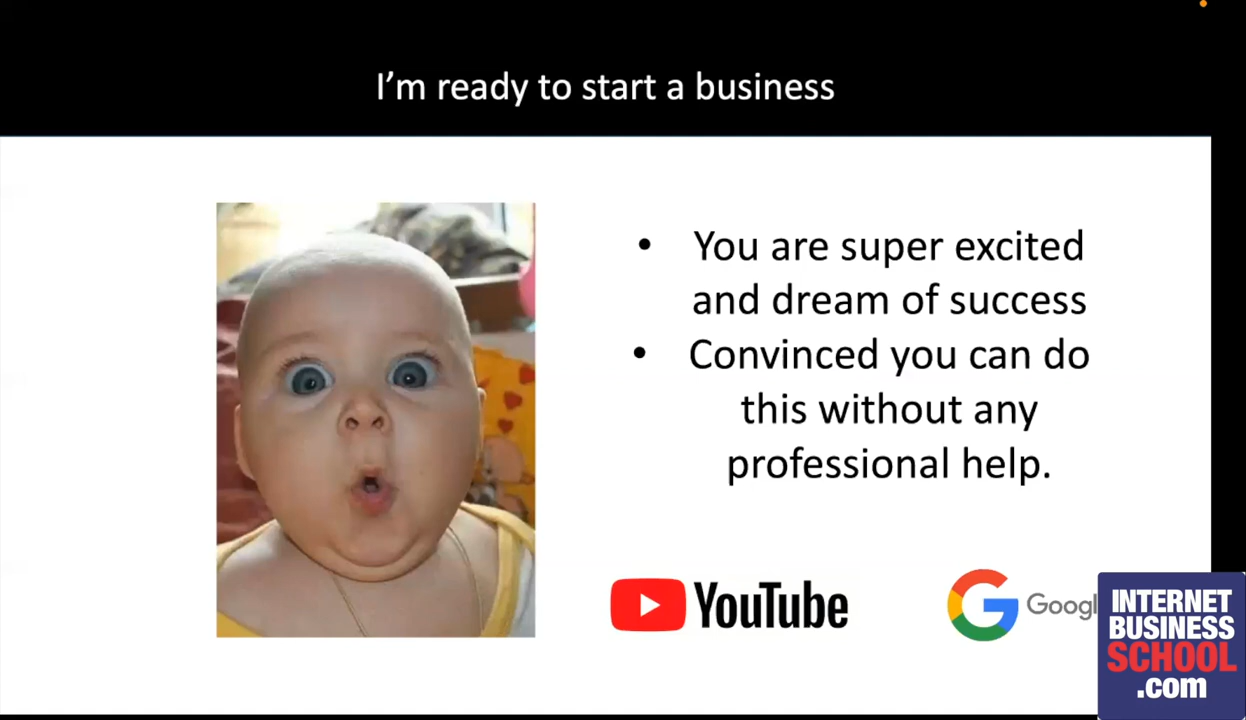 I'm ready to start a business
• You are super excited
and dream of success
• Convinced you can do
this without any
professional help.
YouTube
Googl
INTERNET
BUSINESS
SCHOOL
.com